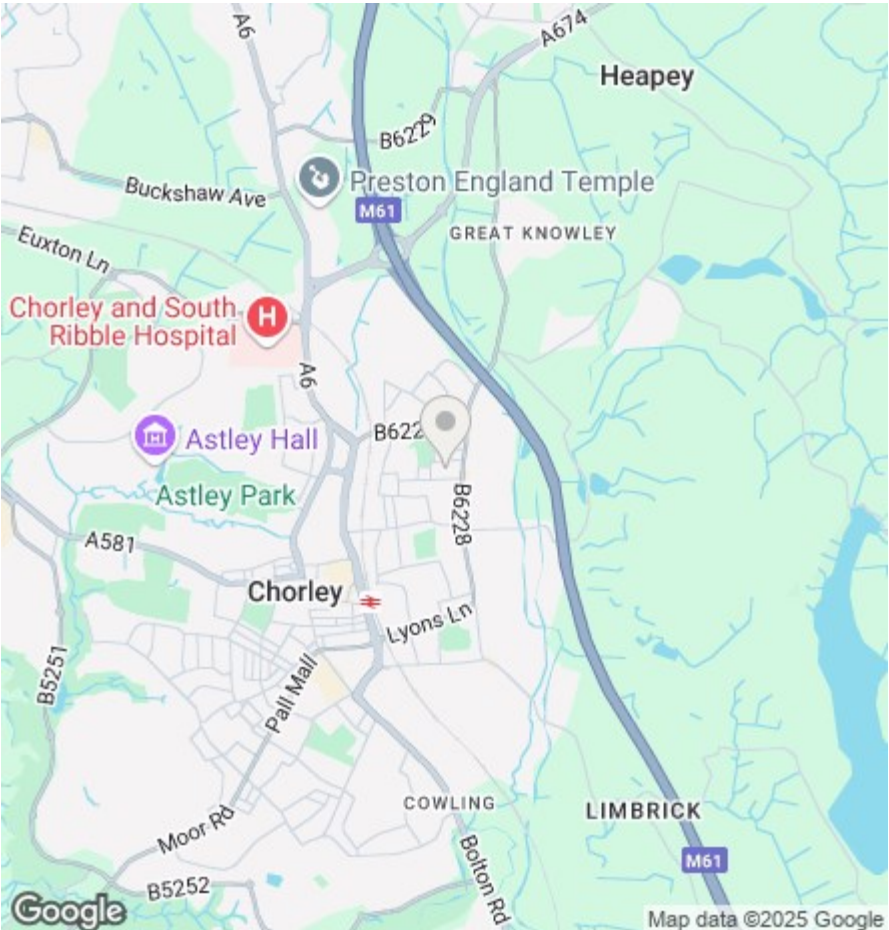 A6
A674
Heapey
B6229
Preston England Temple
Buckshaw Ave
M61
GREAT KNOWLEY
Euxton Ln
Chorley and South
Ribble Hospital
H
A6
B622
Astley Hall
Astley Park
B6228
A581
Chorley
Lyons Ln
B5251
Pall Mall
COWLING
LIMBRICK
Moor Rd
M61
Bolton Rd
B5252
Google
Map data ©2025 Google